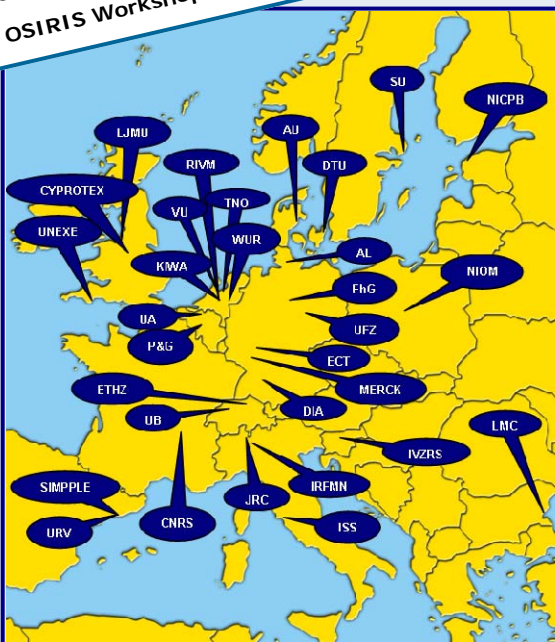 OSIRIS Workshop
SU
NICPB
LJMU
AU
RIVM
DTU
CYPROTEX
TNO
VU
UNEXE
WUR
AL
KIWA
NIOM
FhG
UA
UFZ
P&G
ECT
ETHZ
MERCK
DIA
UB
LMC
IVZRS
SIMPPLE
IRFMN
JRC
CNRS
ISS
URV